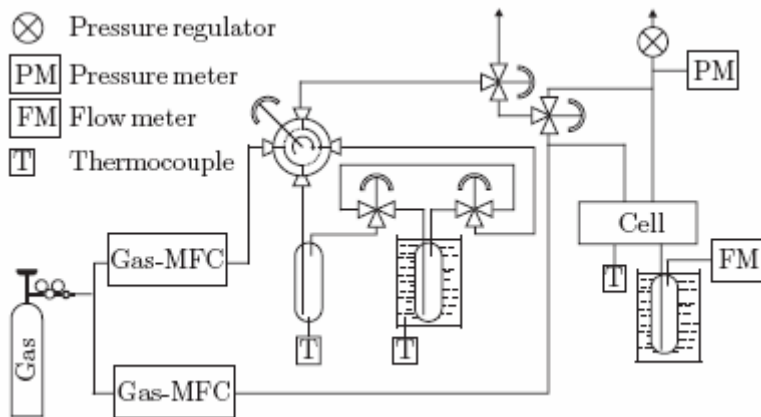 Pressure regulator
PM Pressure meter
FM Flow meter
T Thermocouple
PM
Gas-MFC
Cell
T
FM
T
T
Gas
Gas-MFC